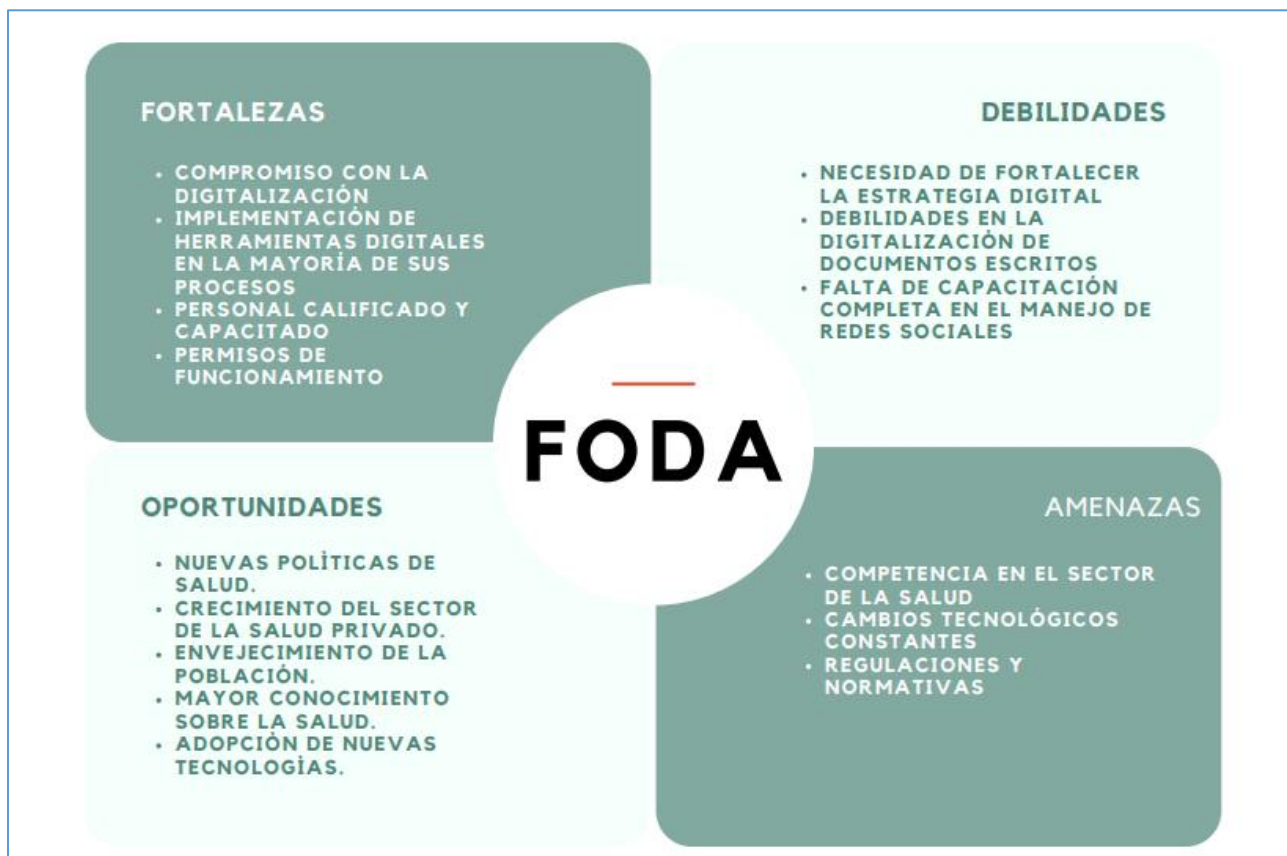 FORTALEZAS
• COMPROMISO CON LA
DIGITALIZACIÓN
• IMPLEMENTACIÓN DE
HERRAMIENTAS DIGITALES
EN LA MAYORÍA DE SUS
PROCESOS
• PERSONAL CALIFICADO Y
CAPACITADO
• PERMISOS DE
FUNCIONAMIENTO
DEBILIDADES
• NECESIDAD DE FORTALECER
LA ESTRATEGIA DIGITAL
• DEBILIDADES EN LA
DIGITALIZACIÓN DE
DOCUMENTOS ESCRITOS
• FALTA DE CAPACITACIÓN
COMPLETA EN EL MANEJO DE
REDES SOCIALES
FODA
OPORTUNIDADES
• NUEVAS POLÌTICAS DE
SALUD.
• CRECIMIENTO DEL SECTOR
DE LA SALUD PRIVADO.
• ENVEJECIMIENTO DE LA
POBLACIÓN.
• MAYOR CONOCIMIENTO
SOBRE LA SALUD.
• ADOPCIÓN DE NUEVAS
TECNOLOGÌAS.
AMENAZAS
• COMPETENCIA EN EL SECTOR
DE LA SALUD
• CAMBIOS TECNOLÓGICOS
CONSTANTES
• REGULACIONES Y
NORMATIVAS